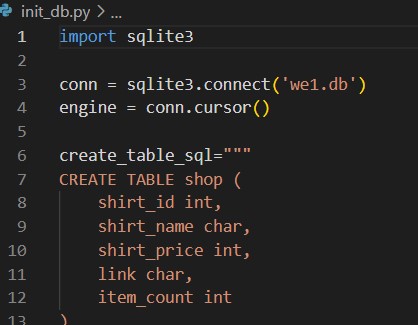 init_db.py > ...
1 import sqlite3
2
3 conn = sqlite3.connect('we1.db')
4 engine = conn.cursor()
5
6 create_table_sql="""
7 CREATE TABLE shop (
8     shirt_id int,
9     shirt_name char,
10     shirt_price int,
11     link char,
12     item_count int
13 )